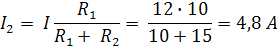 I₂ = I R₁ / (R₁ + R₂) = (12 · 10) / (10 + 15) = 4,8 A